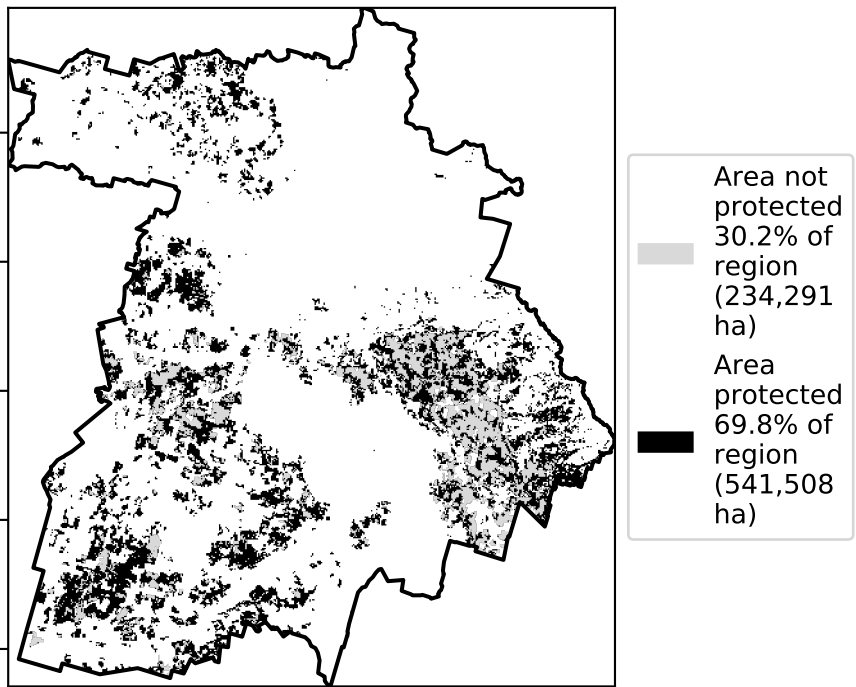 Area not
protected
30.2% of
region
(234,291
ha)
Area
protected
69.8% of
region
(541,508
ha)